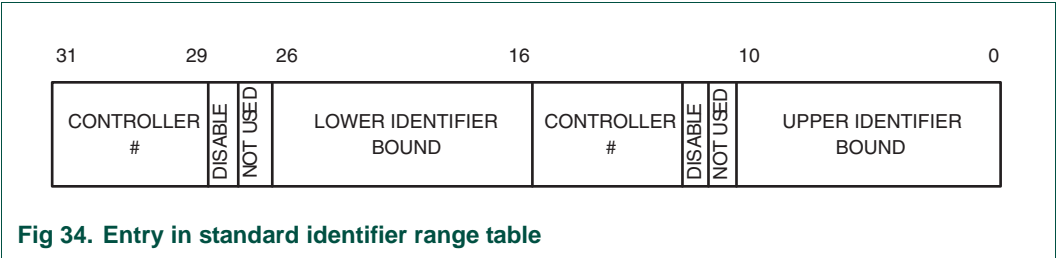 31 29 26 16 10 0
CONTROLLER
#
DISABLE
NOT USED
LOWER IDENTIFIER
BOUND
CONTROLLER
#
DISABLE
NOT USED
UPPER IDENTIFIER
BOUND
Fig 34. Entry in standard identifier range table